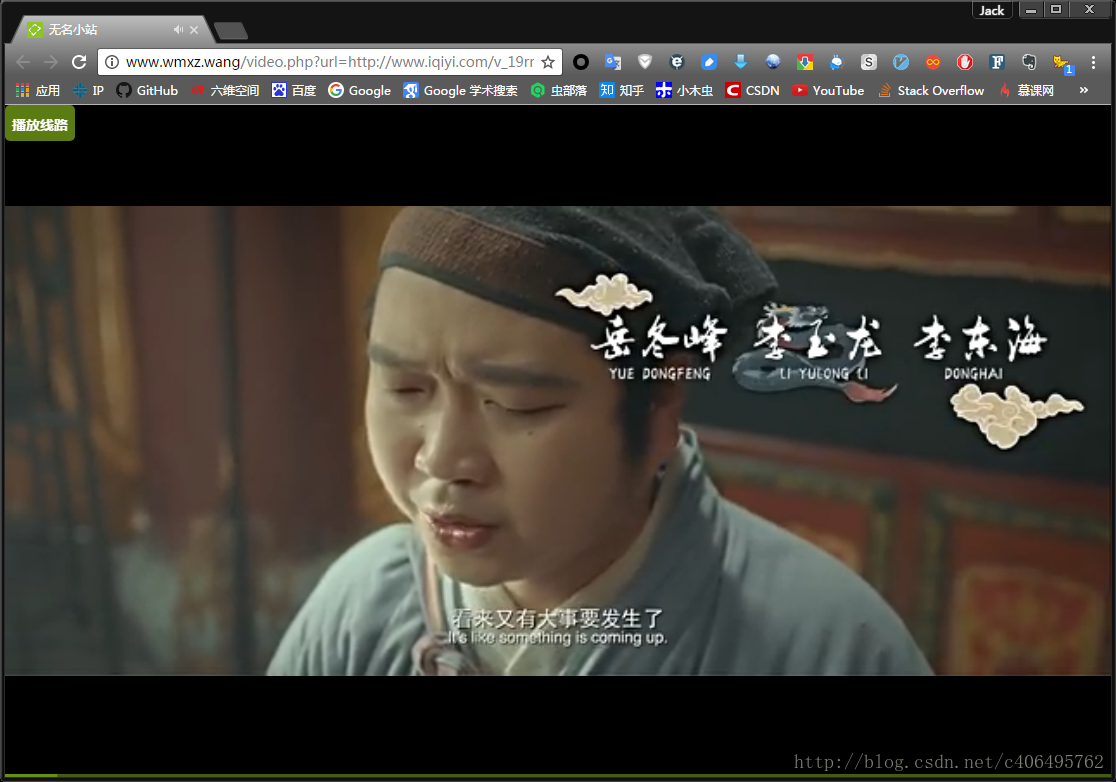 Jack
无名小站
www.wmxz.wang/video.php?url=http://www.iqiyi.com/v_19rr
应用 IP GitHub 六维空间 百度 Google Google 学术搜索 虫部落 知乎 小木虫 CSDN YouTube Stack Overflow 慕课网 »
播放线路
岳冬峰 李玉龙 李东海
YUE DONGFENG LI YULONG LI DONGHAI
看来又有大事要发生了
It's like something is coming up.
http://blog.csdn.net/c406495762